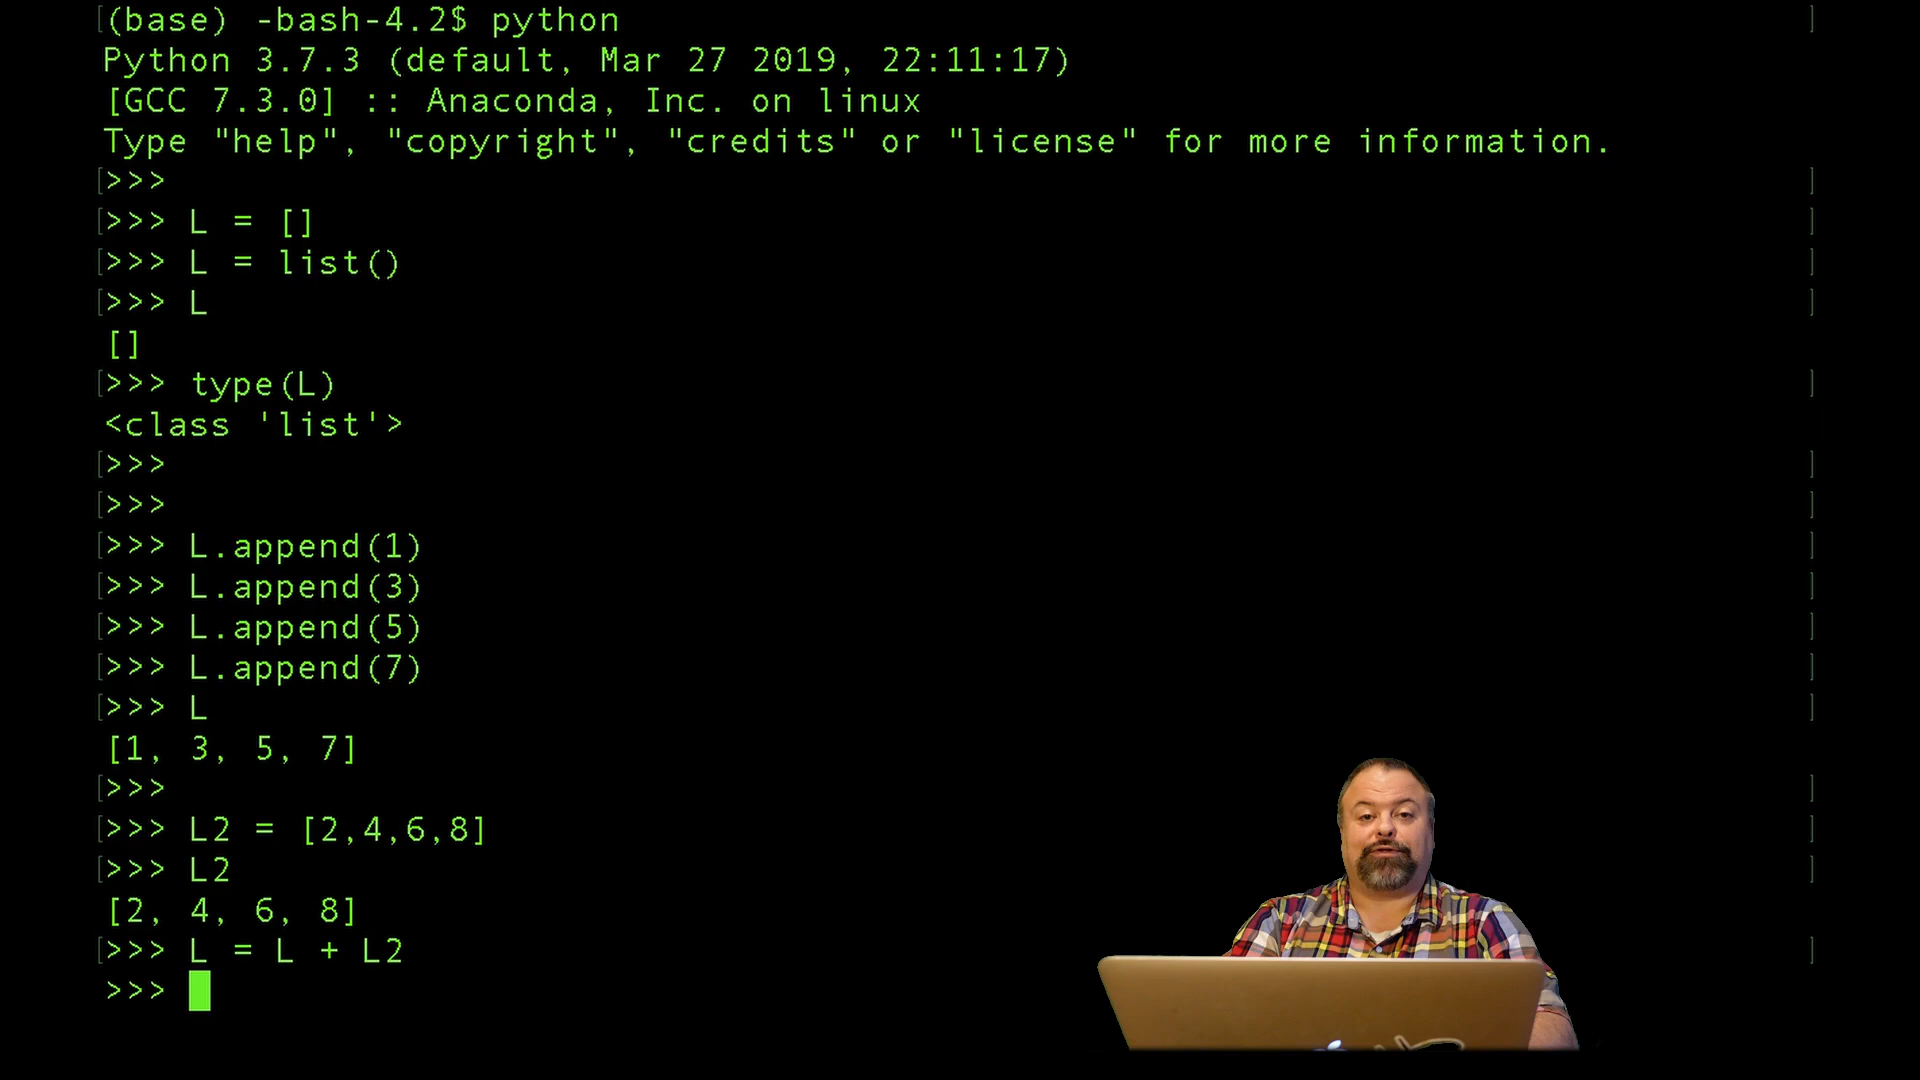 (base) -bash-4.2$ python
Python 3.7.3 (default, Mar 27 2019, 22:11:17)
[GCC 7.3.0] :: Anaconda, Inc. on linux
Type "help", "copyright", "credits" or "license" for more information.
>>>
>>> L = []
>>> L = list()
>>> L
[]
>>> type(L)
<class 'list'>
>>>
>>>
>>> L.append(1)
>>> L.append(3)
>>> L.append(5)
>>> L.append(7)
>>> L
[1, 3, 5, 7]
>>>
>>> L2 = [2,4,6,8]
>>> L2
[2, 4, 6, 8]
>>> L = L + L2
>>>